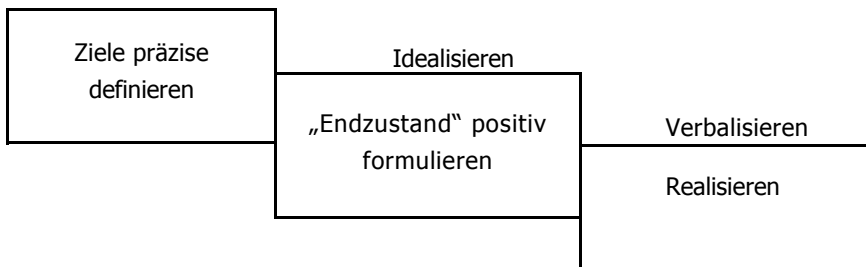 Ziele präzise
definieren
Idealisieren
„Endzustand“ positiv
formulieren
Verbalisieren
Realisieren